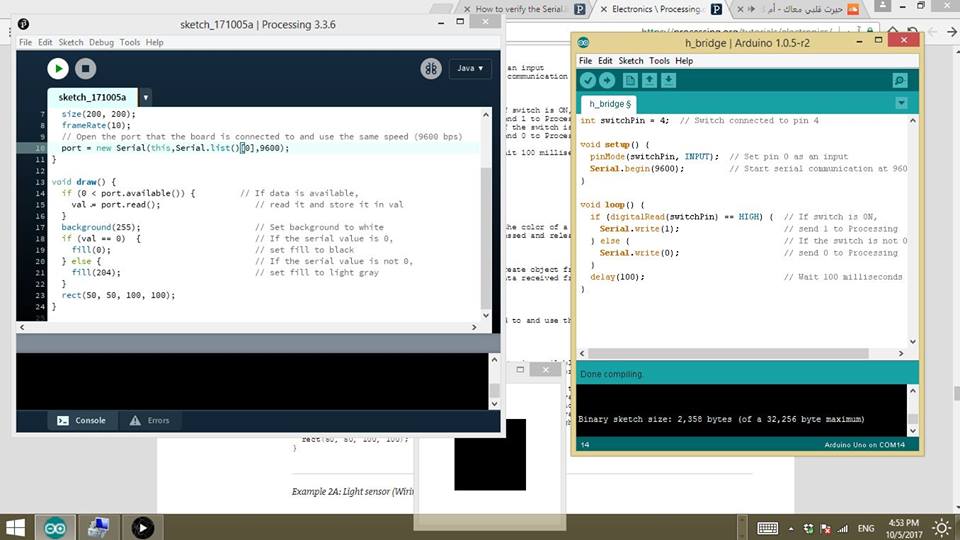 How to verify the Serial.
Electronics \ Processing.o
حيرت قلبي معاك - أم
sketch_171005a | Processing 3.3.6
File Edit Sketch Debug Tools Help
Java
sketch_171005a
7 size(200, 200);
8 frameRate(10);
9 // Open the port that the board is connected to and use the same speed (9600 bps)
10 port = new Serial(this,Serial.list()[0],9600);
11 }
12
13 void draw() {
14 if (0 < port.available()) { // If data is available,
15 val = port.read(); // read it and store it in val
16 }
17 background(255); // Set background to white
18 if (val == 0) { // If the serial value is 0,
19 fill(0); // set fill to black
20 } else { // If the serial value is not 0,
21 fill(204); // set fill to light gray
22 }
23 rect(50, 50, 100, 100);
24 }
Console
Errors
an input
communication
f switch is ON,
nd 1 to Process
f the switch is
nd 0 to Process
ait 100 millise
he color of a
ssed and relea
reate object fr
ata received fr
d to and use th
rect(50, 50, 100, 100);
}
Example 2A: Light sensor (Wirin
h_bridge | Arduino 1.0.5-r2
File Edit Sketch Tools Help
h_bridge §
int switchPin = 4; // Switch connected to pin 4
void setup() {
pinMode(switchPin, INPUT); // Set pin 0 as an input
Serial.begin(9600); // Start serial communication at 960
}
void loop() {
if (digitalRead(switchPin) == HIGH) { // If switch is ON,
Serial.write(1); // send 1 to Processing
} else { // If the switch is not 0
Serial.write(0); // send 0 to Processing
}
delay(100); // Wait 100 milliseconds
}
Done compiling.
Binary sketch size: 2,358 bytes (of a 32,256 byte maximum)
14
Arduino Uno on COM14
ENG
4:53 PM
10/5/2017